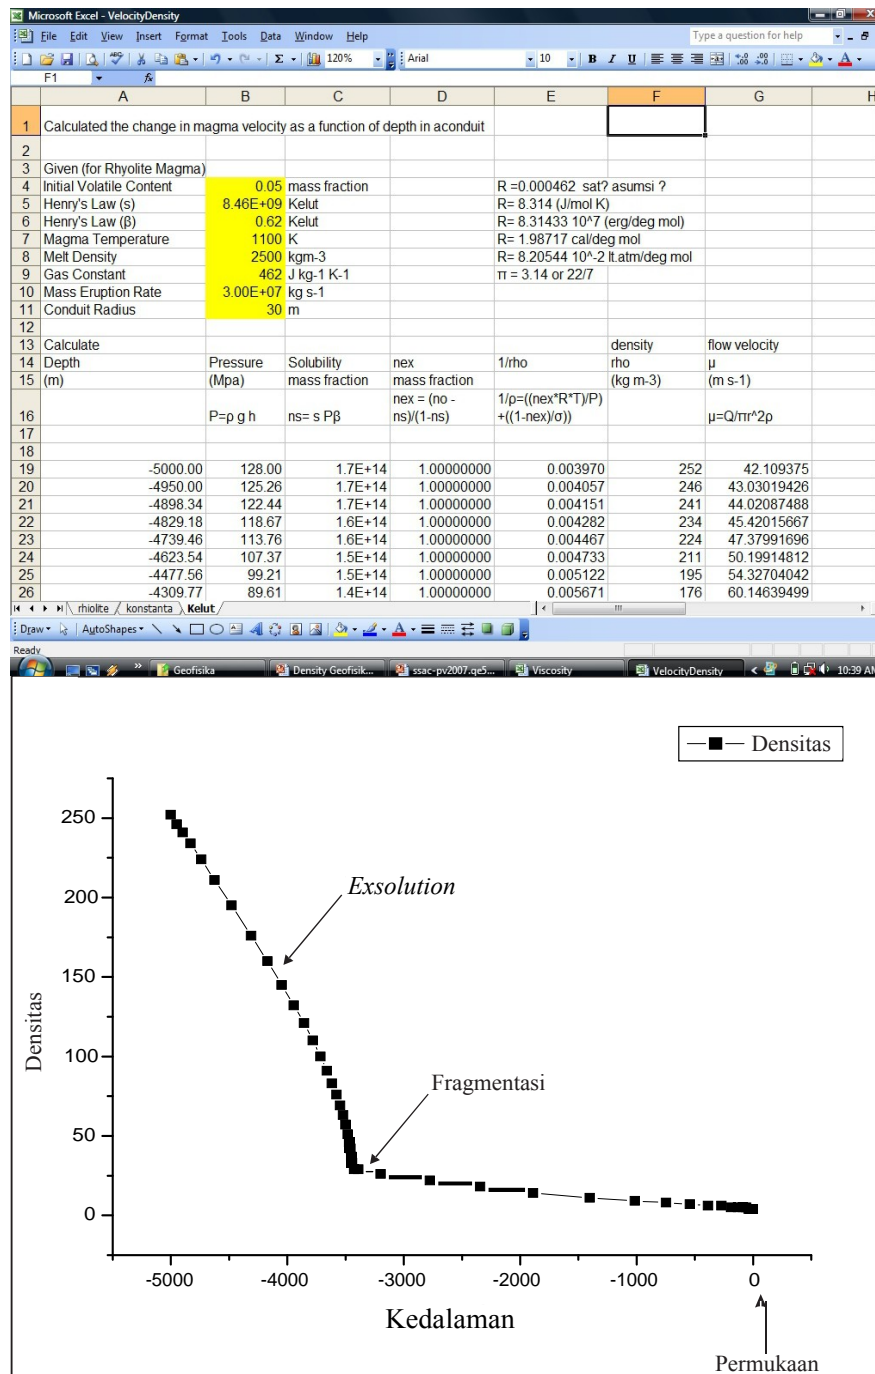 Microsoft Excel - VelocityDensity
File Edit View Insert Format Tools Data Window Help Type a question for help
120% Arial 10 B I U
F1 fx
A B C D E F G H
1 Calculated the change in magma velocity as a function of depth in aconduit
2
3 Given (for Rhyolite Magma)
4 Initial Volatile Content 0.05 mass fraction R =0.000462 sat? asumsi ?
5 Henry's Law (s) 8.46E+09 Kelut R= 8.314 (J/mol K)
6 Henry's Law (β) 0.62 Kelut R= 8.31433 10^7 (erg/deg mol)
7 Magma Temperature 1100 K R= 1.98717 cal/deg mol
8 Melt Density 2500 kgm-3 R= 8.20544 10^-2 lt.atm/deg mol
9 Gas Constant 462 J kg-1 K-1 π = 3.14 or 22/7
10 Mass Eruption Rate 3.00E+07 kg s-1
11 Conduit Radius 30 m
12
13 Calculate density flow velocity
14 Depth Pressure Solubility nex 1/rho rho µ
15 (m) (Mpa) mass fraction mass fraction (kg m-3) (m s-1)
nex = (no - 1/ρ=((nex*R*T)/P)
16 P=ρ g h ns= s Pβ ns)/(1-ns) +((1-nex)/σ)) µ=Q/πr^2ρ
17
18
19 -5000.00 128.00 1.7E+14 1.00000000 0.003970 252 42.109375
20 -4950.00 125.26 1.7E+14 1.00000000 0.004057 246 43.03019426
21 -4898.34 122.44 1.7E+14 1.00000000 0.004151 241 44.02087488
22 -4829.18 118.67 1.6E+14 1.00000000 0.004282 234 45.42015667
23 -4739.46 113.76 1.6E+14 1.00000000 0.004467 224 47.37991696
24 -4623.54 107.37 1.5E+14 1.00000000 0.004733 211 50.19914812
25 -4477.56 99.21 1.5E+14 1.00000000 0.005122 195 54.32704042
26 -4309.77 89.61 1.4E+14 1.00000000 0.005671 176 60.14639499
rhiolite konstanta Kelut
Draw AutoShapes
Ready
Geofisika Density Geofisik... ssac-pv2007.qe5... Viscosity VelocityDensity 10:39 AM
Densitas
250
Exsolution
200
150
Densitas
100
Fragmentasi
50
0
-5000 -4000 -3000 -2000 -1000 0
Kedalaman
Permukaan